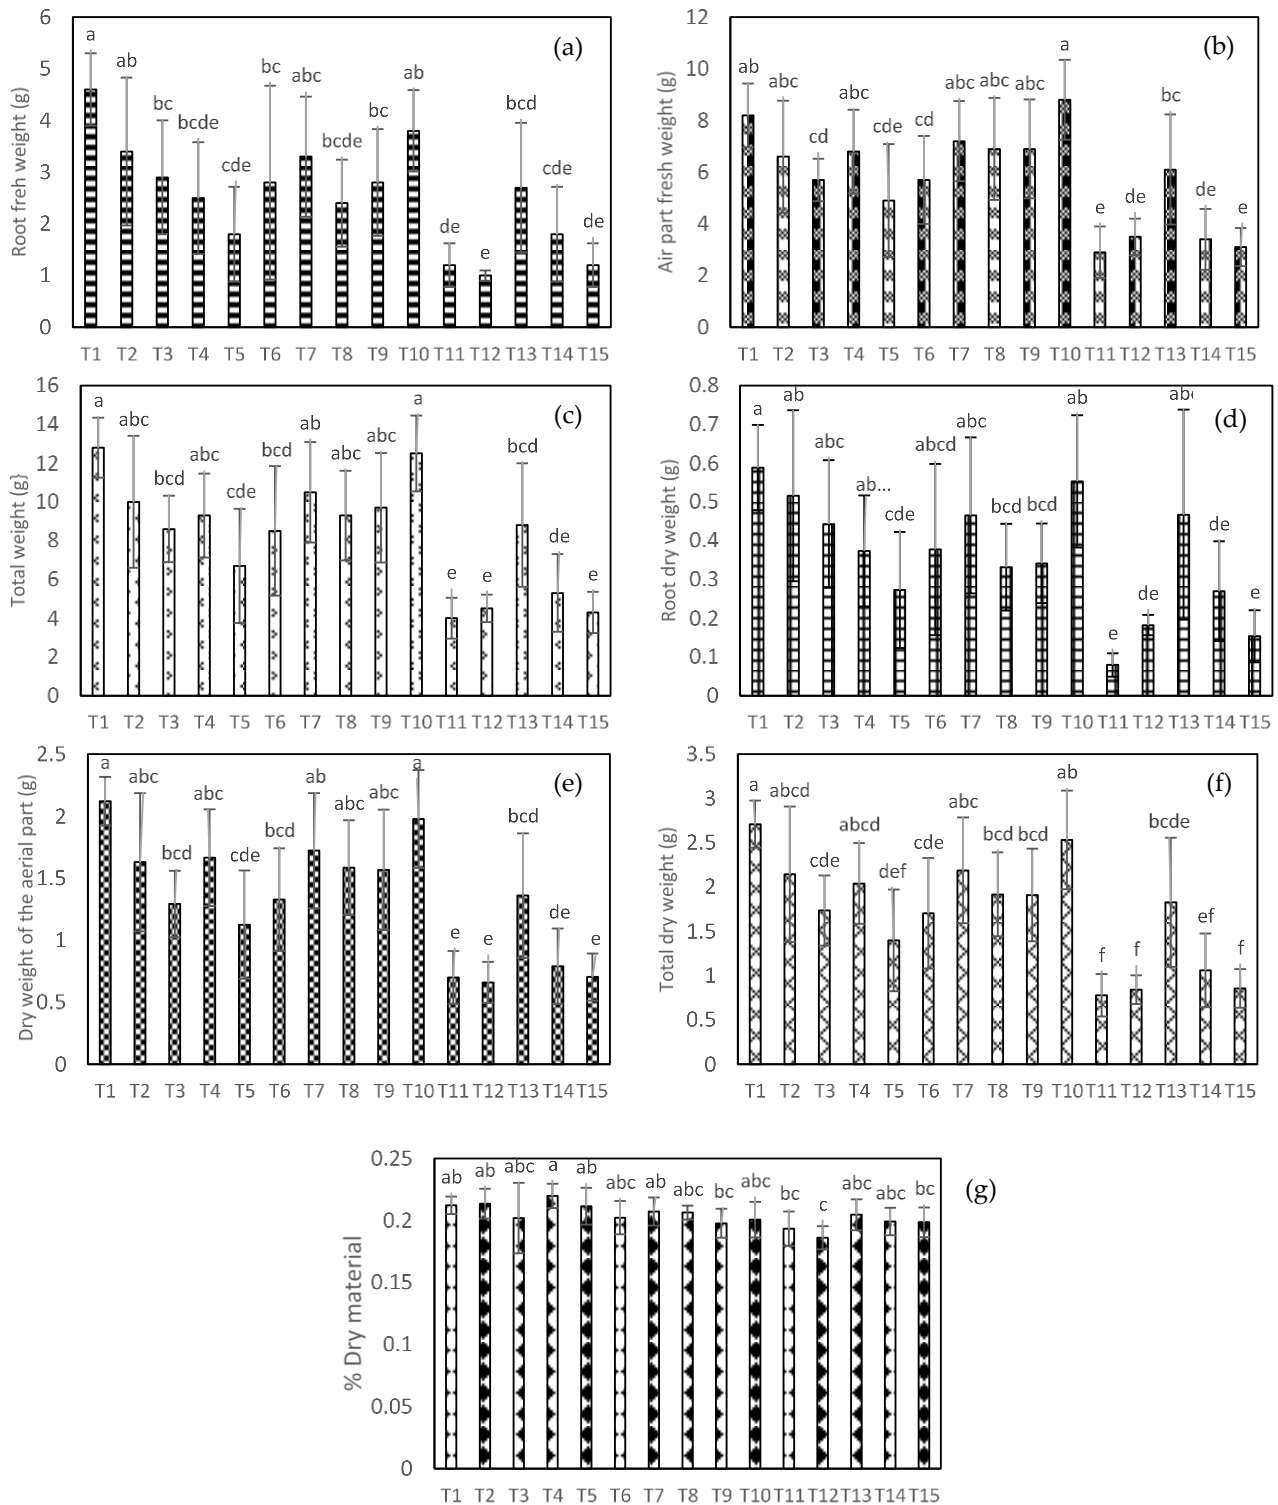 6
5
4
3
2
1
0
Root freh weight (g)
(a)
a ab bc bcde cde bc abc bcde bc ab de e bcd cde de
T1 T2 T3 T4 T5 T6 T7 T8 T9 T10 T11 T12 T13 T14 T15
12
10
8
6
4
2
0
Air part fresh weight (g)
(b)
ab abc cd abc cde cd abc abc abc a e de bc de e
T1 T2 T3 T4 T5 T6 T7 T8 T9 T10 T11 T12 T13 T14 T15
16
14
12
10
8
6
4
2
0
Total weight (g}
(c)
a abc bcd abc cde bcd ab abc abc a e e bcd de e
T1 T2 T3 T4 T5 T6 T7 T8 T9 T10 T11 T12 T13 T14 T15
0.8
0.7
0.6
0.5
0.4
0.3
0.2
0.1
0
Root dry weight (g)
(d)
a ab abc ab... cde abcd abc bcd bcd ab e de abc de e
T1 T2 T3 T4 T5 T6 T7 T8 T9 T10 T11 T12 T13 T14 T15
2.5
2
1.5
1
0.5
0
Dry weight of the aerial part (g)
(e)
a abc bcd abc cde bcd ab abc abc a e e bcd de e
T1 T2 T3 T4 T5 T6 T7 T8 T9 T10 T11 T12 T13 T14 T15
3.5
3
2.5
2
1.5
1
0.5
0
Total dry weight (g)
(f)
a abcd cde abcd def cde abc bcd bcd ab f f bcde ef f
T1 T2 T3 T4 T5 T6 T7 T8 T9 T10 T11 T12 T13 T14 T15
0.25
0.2
0.15
0.1
0.05
0
% Dry material
(g)
ab ab abc a ab abc ab abc bc abc bc c abc abc bc
T1 T2 T3 T4 T5 T6 T7 T8 T9 T10 T11 T12 T13 T14 T15